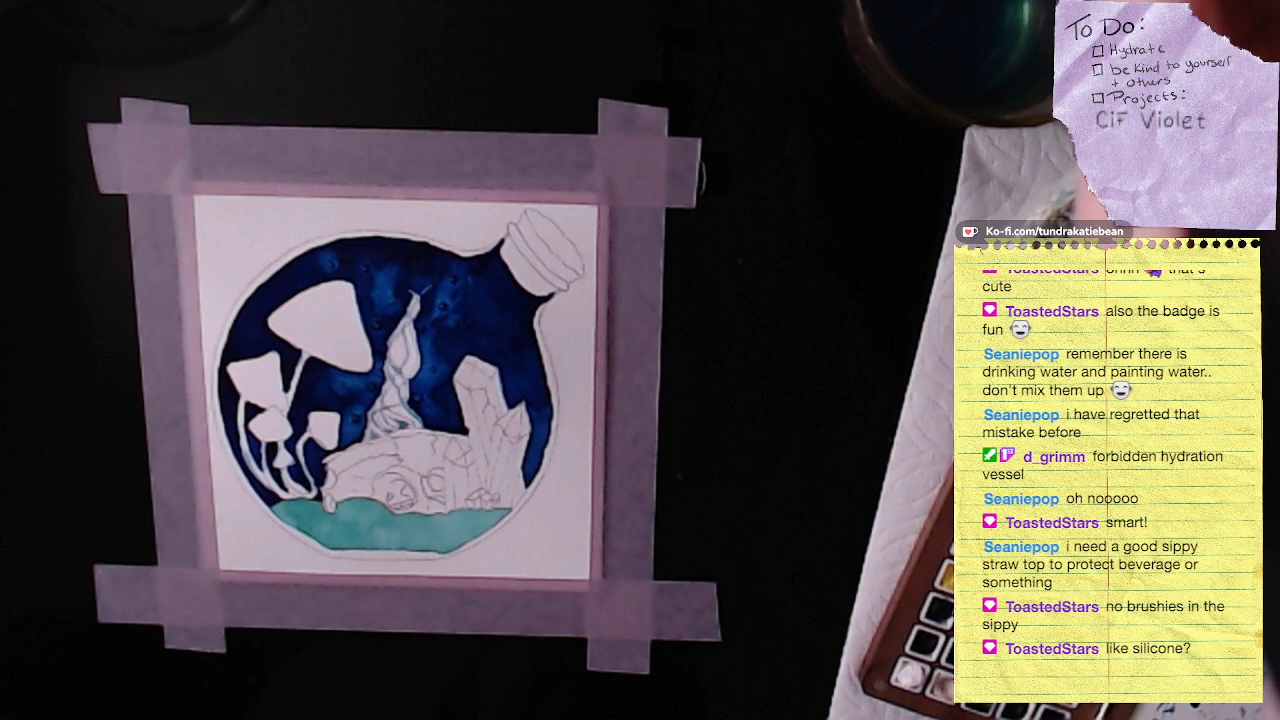 To Do:
Hydrate
be Kind to yourself
+ others
Projects:
CiF Violet
Ko-fi.com/tundrakatiebean
ToastedStars ohhh that's
cute
ToastedStars also the badge is
fun
Seaniepop remember there is
drinking water and painting water..
don't mix them up
Seaniepop i have regretted that
mistake before
d_grimm forbidden hydration
vessel
Seaniepop oh nooooo
ToastedStars smart!
Seaniepop i need a good sippy
straw top to protect beverage or
something
ToastedStars no brushies in the
sippy
ToastedStars like silicone?